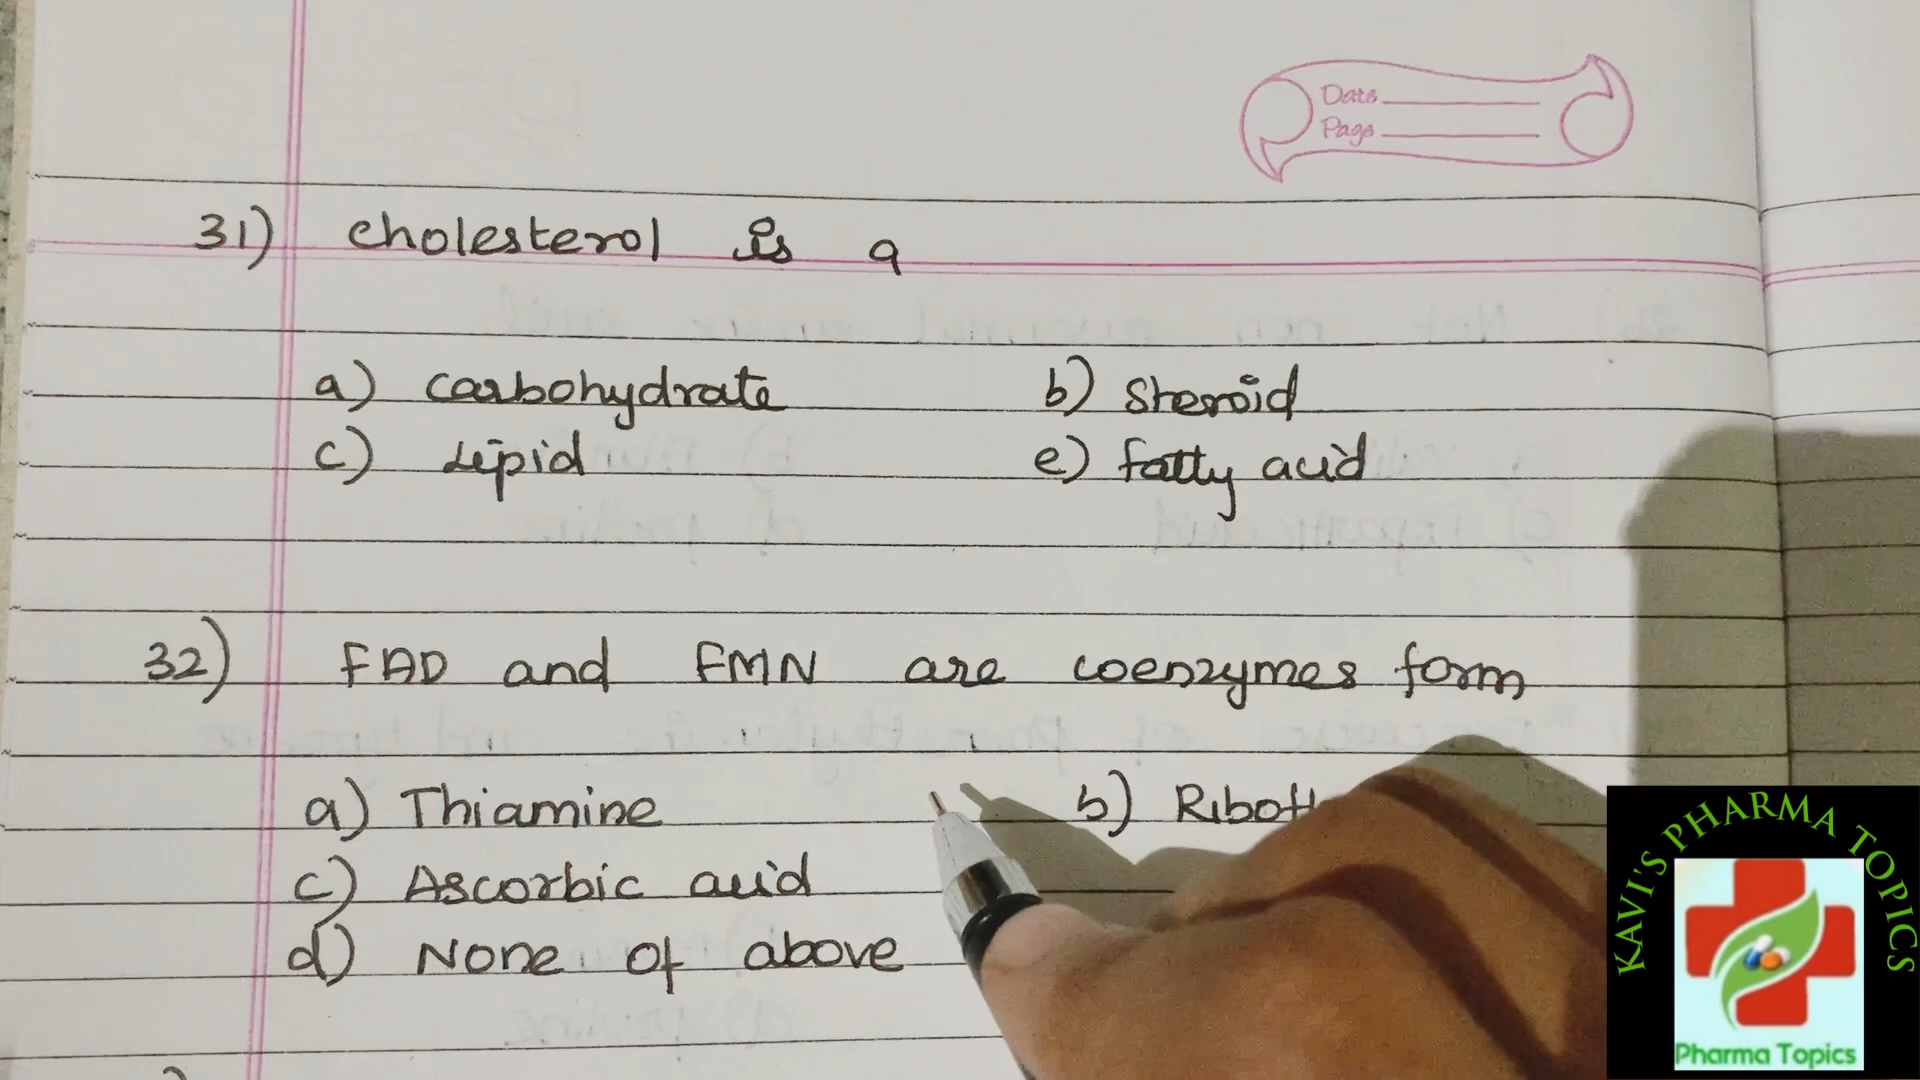 Date
Page
31) cholesterol is a
a) carbohydrate b) Steroid
c) Lipid e) fatty acid
32) FAD and FMN are coenzymes form
a) Thiamine b)
c) Ascorbic acid
d) None of above
KAVI'S PHARMA TOPICS
Pharma Topics